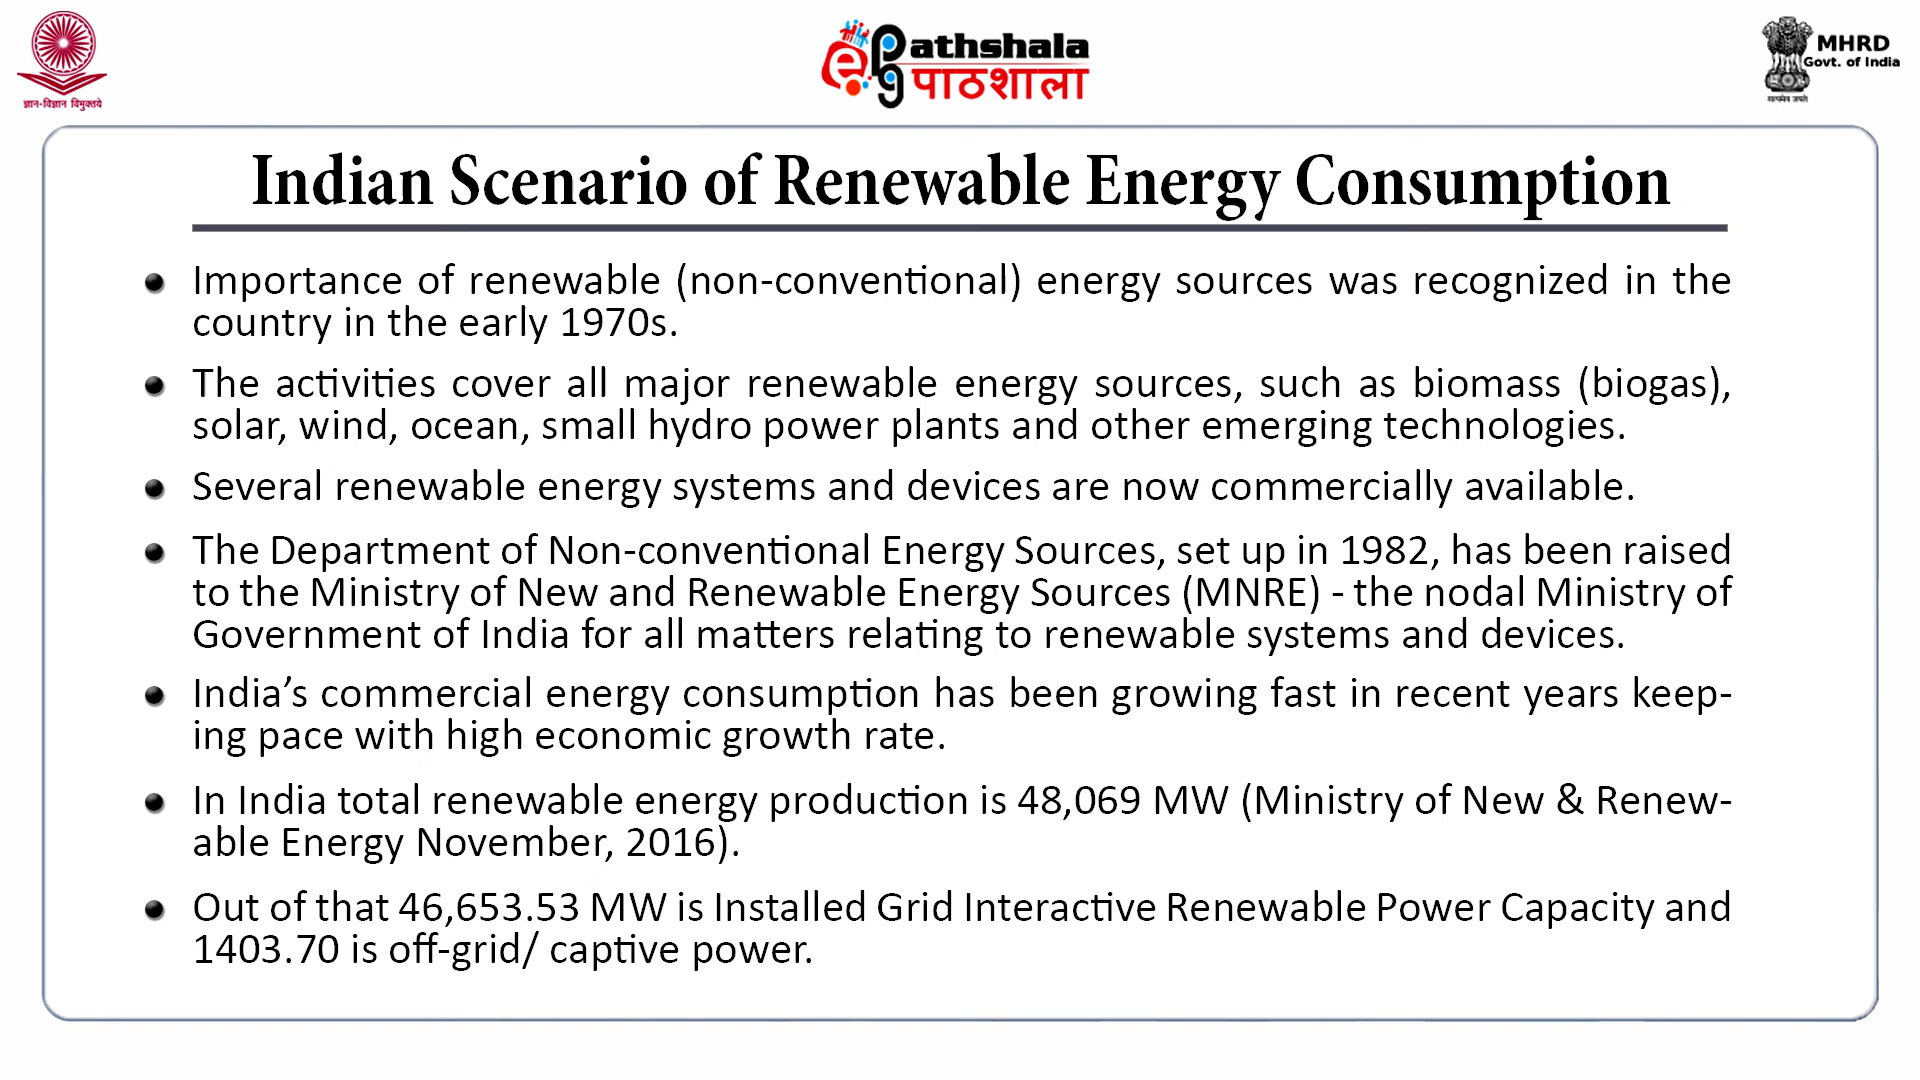 ज्ञान-विज्ञान विमुक्तये
e
pg
athshala
पाठशाला
MHRD
Govt. of India
सत्यमेव जयते
Indian Scenario of Renewable Energy Consumption
Importance of renewable (non-conventional) energy sources was recognized in the
country in the early 1970s.
The activities cover all major renewable energy sources, such as biomass (biogas),
solar, wind, ocean, small hydro power plants and other emerging technologies.
Several renewable energy systems and devices are now commercially available.
The Department of Non-conventional Energy Sources, set up in 1982, has been raised
to the Ministry of New and Renewable Energy Sources (MNRE) - the nodal Ministry of
Government of India for all matters relating to renewable systems and devices.
India’s commercial energy consumption has been growing fast in recent years keep-
ing pace with high economic growth rate.
In India total renewable energy production is 48,069 MW (Ministry of New & Renew-
able Energy November, 2016).
Out of that 46,653.53 MW is Installed Grid Interactive Renewable Power Capacity and
1403.70 is off-grid/ captive power.